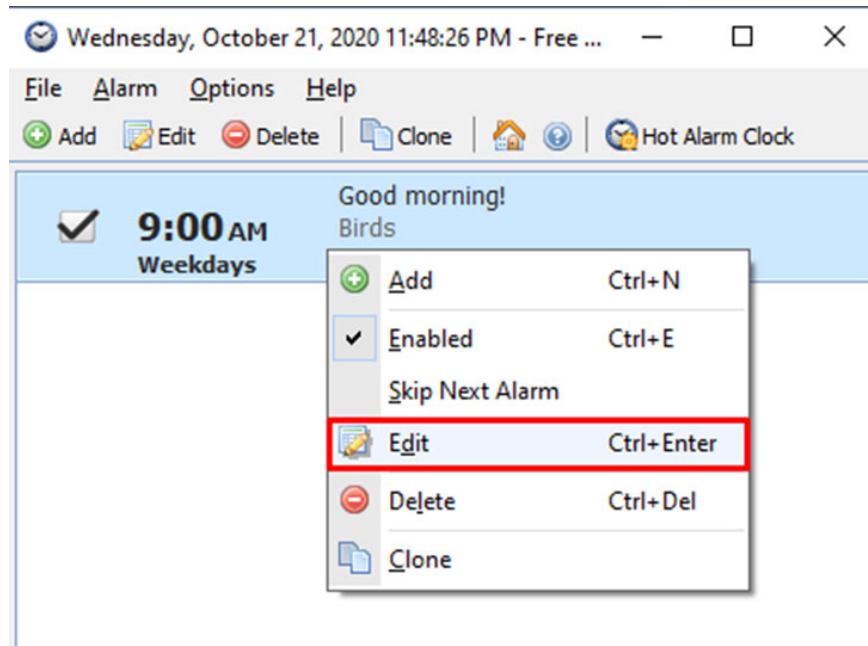 Wednesday, October 21, 2020 11:48:26 PM - Free ...
File Alarm Options Help
Add Edit Delete Clone Hot Alarm Clock
Good morning!
9:00 AM Birds
Weekdays
Add Ctrl+N
Enabled Ctrl+E
Skip Next Alarm
Edit Ctrl+Enter
Delete Ctrl+Del
Clone